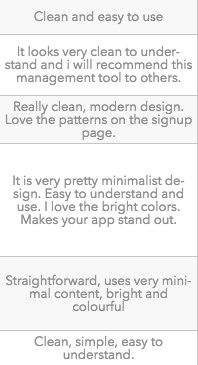 Clean and easy to use
It looks very clean to under-
stand and i will recommend this
management tool to others.
Really clean, modern design.
Love the patterns on the signup
page.
It is very pretty minimalist de-
sign. Easy to understand and
use. I love the bright colors.
Makes your app stand out.
Straightforward, uses very mini-
mal content, bright and
colourful
Clean, simple, easy to
understand.